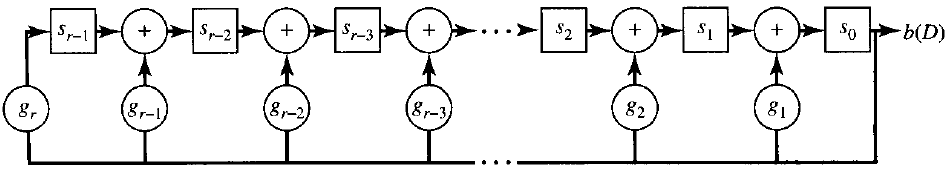 s_{r-1} + s_{r-2} + s_{r-3} + ... s_2 + s_1 + s_0 b(D)
g_r g_{r-1} g_{r-2} g_{r-3} g_2 g_1
...